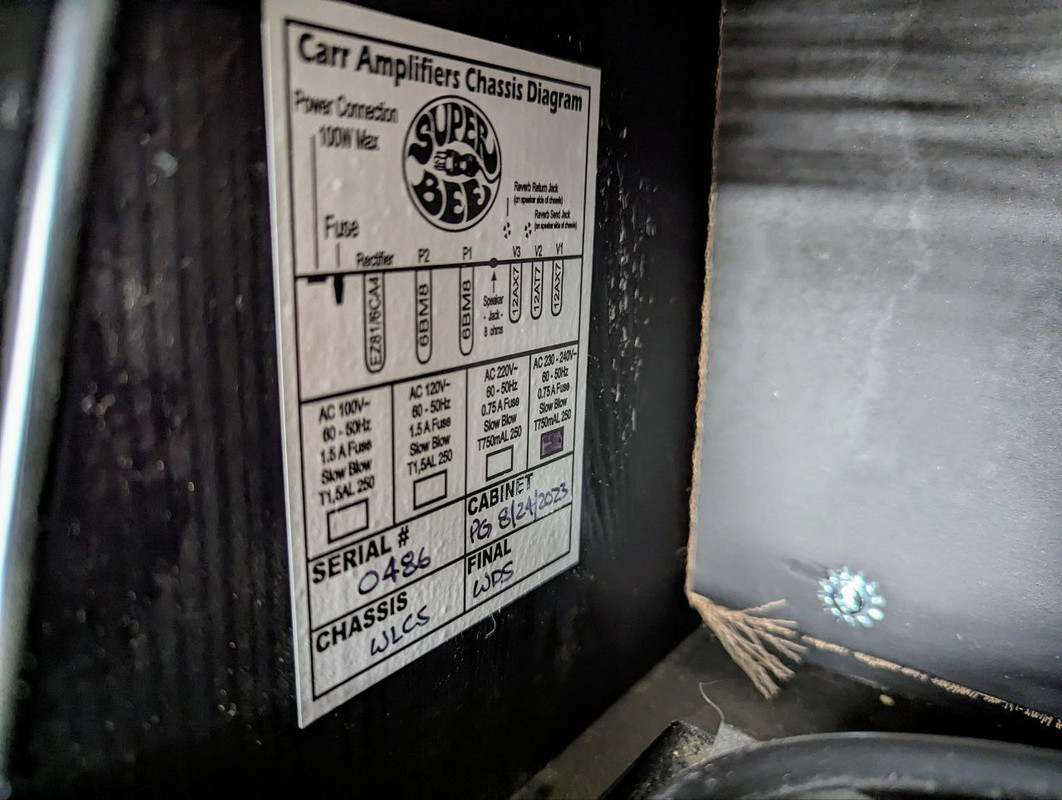 Carr Amplifiers Chassis Diagram
Power Connection
100W Max
SUPER
BEE
Reverb Return Jack
(on speaker side of chassis)
Reverb Send Jack
(on speaker side of chassis)
Fuse
Rectifier
P2
P1
V3
V2
V1
EZ81/6CA4
6BM8
6BM8
Speaker
- Jack -
8 ohms
12AX7
12AT7
12AX7
AC 100V~
60 - 50Hz
1.5 A Fuse
Slow Blow
T1,5AL 250
AC 120V~
60 - 50Hz
1.5 A Fuse
Slow Blow
T1,5AL 250
AC 220V~
60 - 50Hz
0.75 A Fuse
Slow Blow
T750mAL 250
AC 230 - 240V~
60 - 50Hz
0.75 A Fuse
Slow Blow
T750mAL 250
SERIAL #
0486
CABINET
PG 8/24/2023
CHASSIS
WLCS
FINAL
WDS